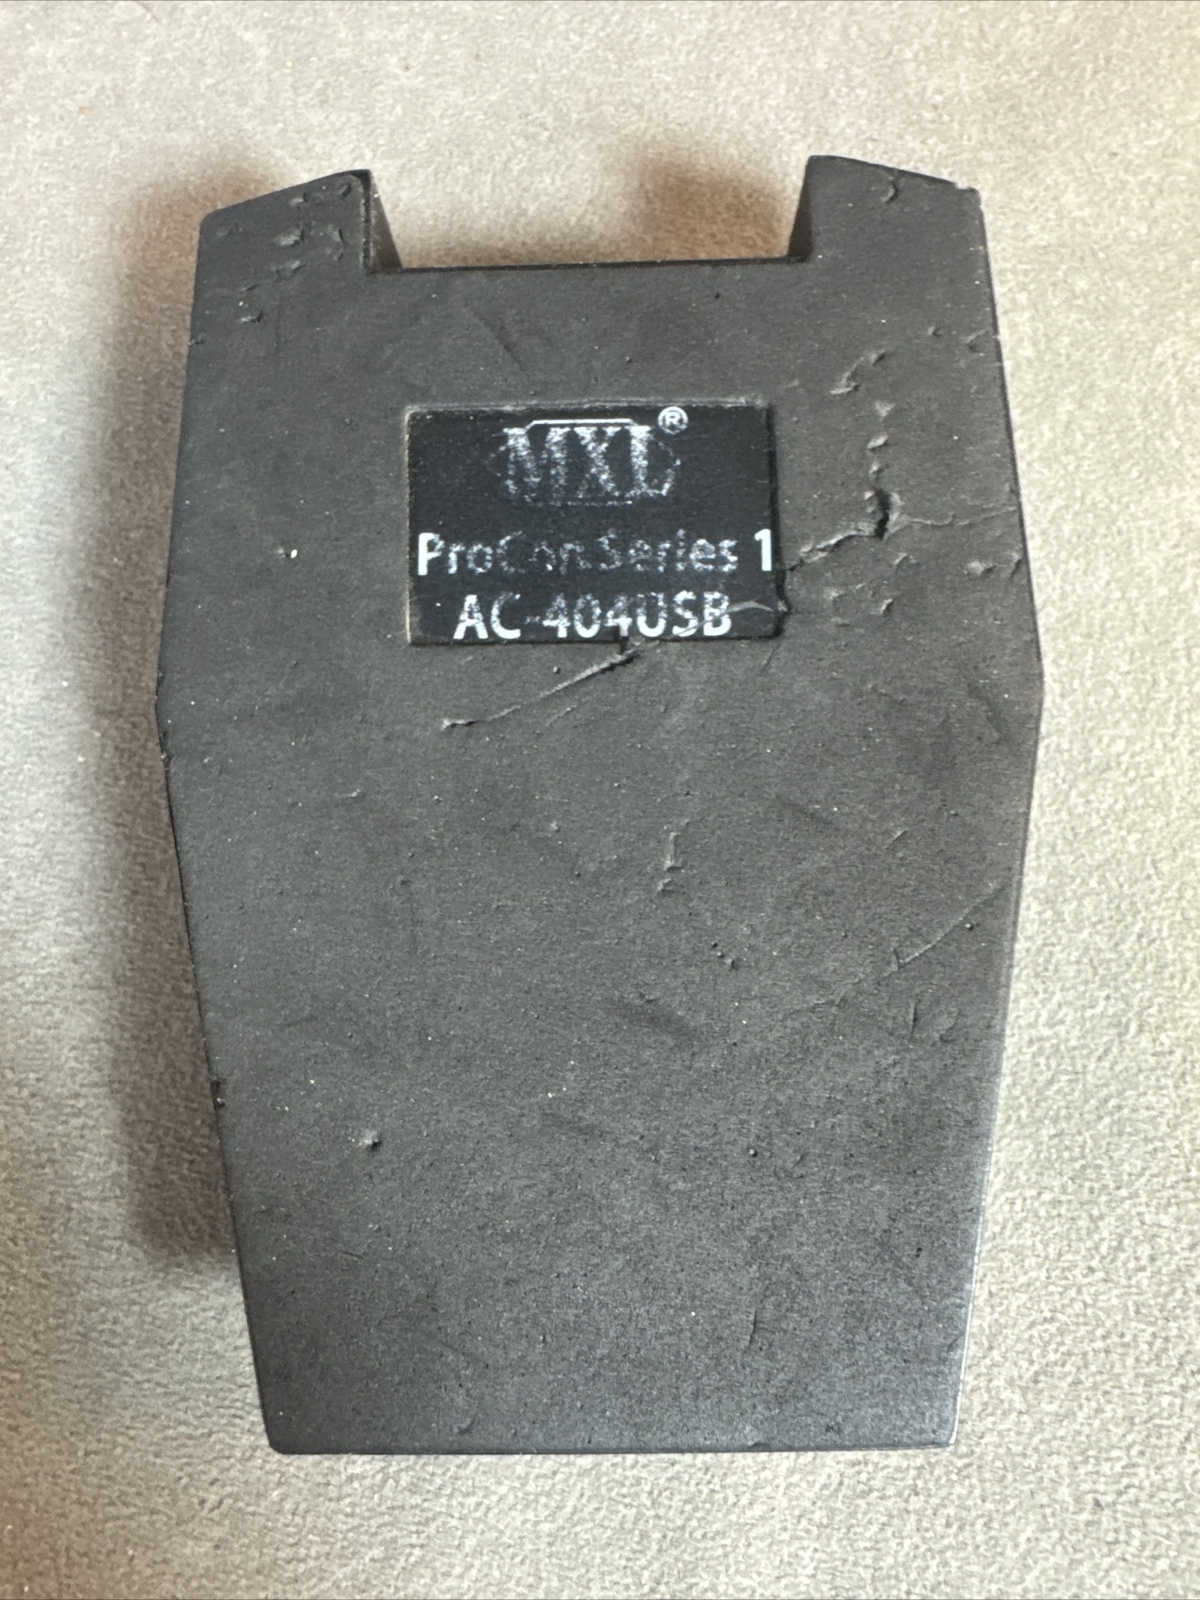 MXL®
ProCon Series 1
AC-404USB